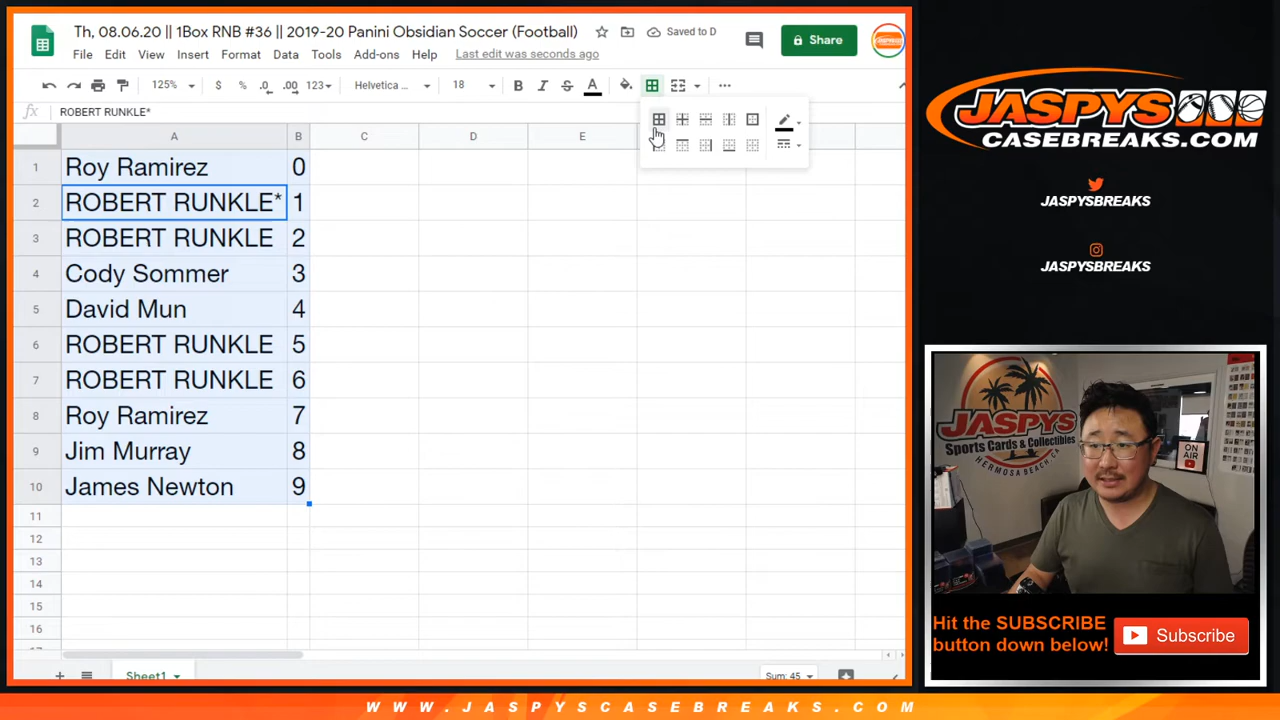 Th, 08.06.20 || 1Box RNB #36 || 2019-20 Panini Obsidian Soccer (Football)
Saved to D
Share
File Edit View Insert Format Data Tools Add-ons Help Last edit was seconds ago
125% $ % .0 .00 123 Helvetica ... 18 B I S A
fx ROBERT RUNKLE*
A B C D E
1 Roy Ramirez 0
2 ROBERT RUNKLE* 1
3 ROBERT RUNKLE 2
4 Cody Sommer 3
5 David Mun 4
6 ROBERT RUNKLE 5
7 ROBERT RUNKLE 6
8 Roy Ramirez 7
9 Jim Murray 8
10 James Newton 9
11
12
13
14
15
16
Sheet1
Sum: 45
JASPYS
CASEBREAKS.COM
JASPYSBREAKS
JASPYSBREAKS
JASPYS
Sports Cards & Collectibles
HERMOSA BEACH, CA
ON AIR
Hit the SUBSCRIBE
button down below!
Subscribe
WWW.JASPYSCASEBREAKS.COM